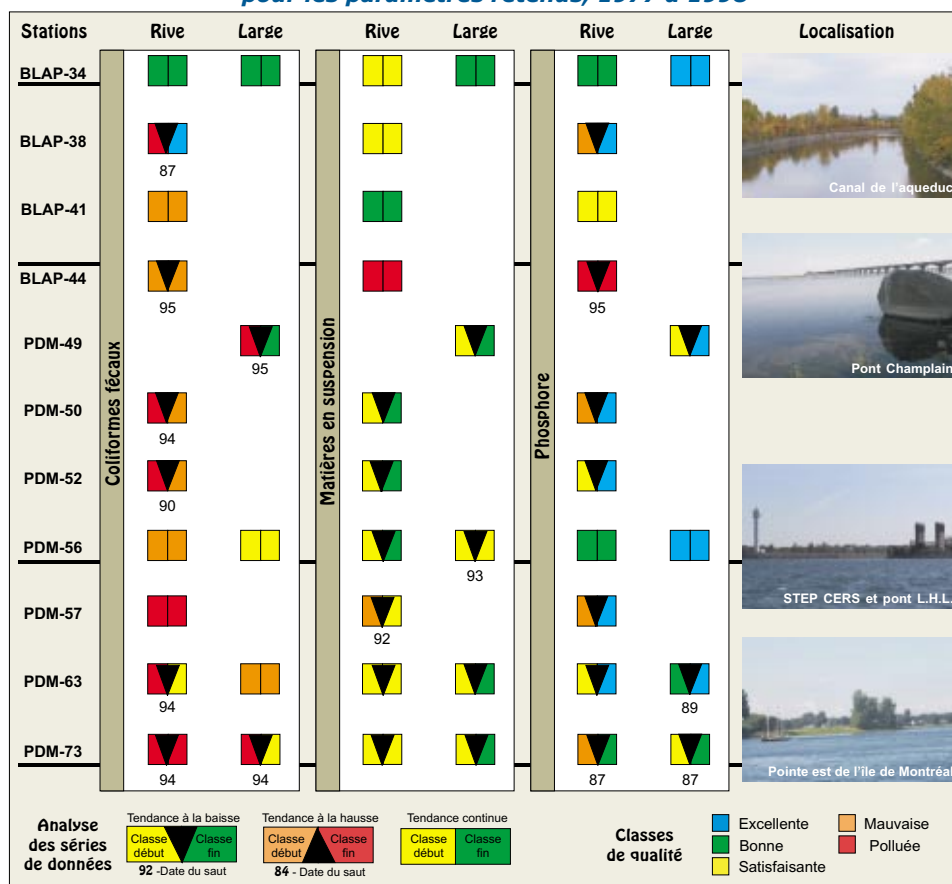 pour les paramètres retenus, 1977 à 1998
Stations Rive Large Rive Large Rive Large Localisation
Coliformes fécaux
Matières en suspension
Phosphore
BLAP-34
BLAP-38
87
Canal de l'aqueduc
BLAP-41
BLAP-44
95 95
PDM-49
95
Pont Champlain
PDM-50
94
PDM-52
90
PDM-56
93
STEP CERS et pont L.H.L.
PDM-57
92
PDM-63
94 89
PDM-73
94 94 87 87
Pointe est de l'île de Montréal
Analyse
des séries
de données
Tendance à la baisse
Classe début
Classe fin
92 -Date du saut
Tendance à la hausse
Classe début
Classe fin
84 - Date du saut
Tendance continue
Classe début
Classe fin
Classes
de qualité
Excellente
Bonne
Satisfaisante
Mauvaise
Polluée